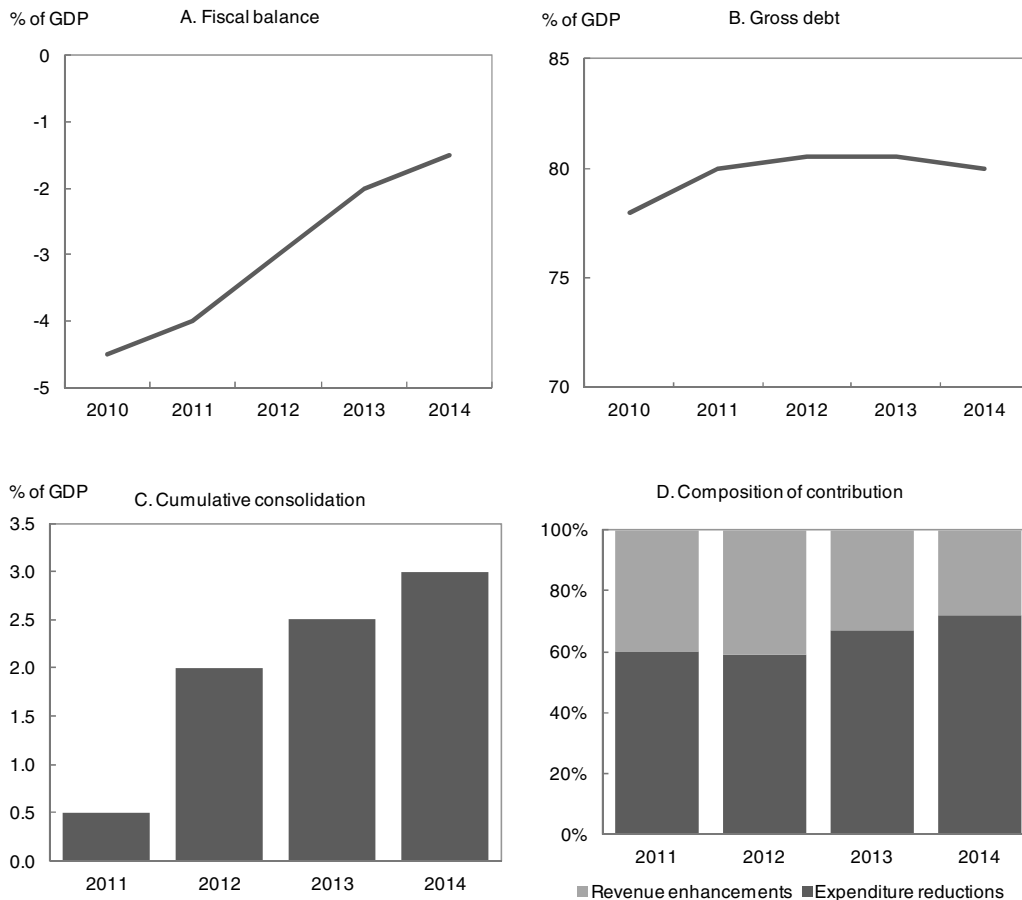 % of GDP
A. Fiscal balance
0
-1
-2
-3
-4
-5
2010 2011 2012 2013 2014
% of GDP
B. Gross debt
85
80
75
70
2010 2011 2012 2013 2014
% of GDP
C. Cumulative consolidation
3.5
3.0
2.5
2.0
1.5
1.0
0.5
0.0
2011 2012 2013 2014
D. Composition of contribution
100%
80%
60%
40%
20%
0%
2011 2012 2013 2014
Revenue enhancements Expenditure reductions